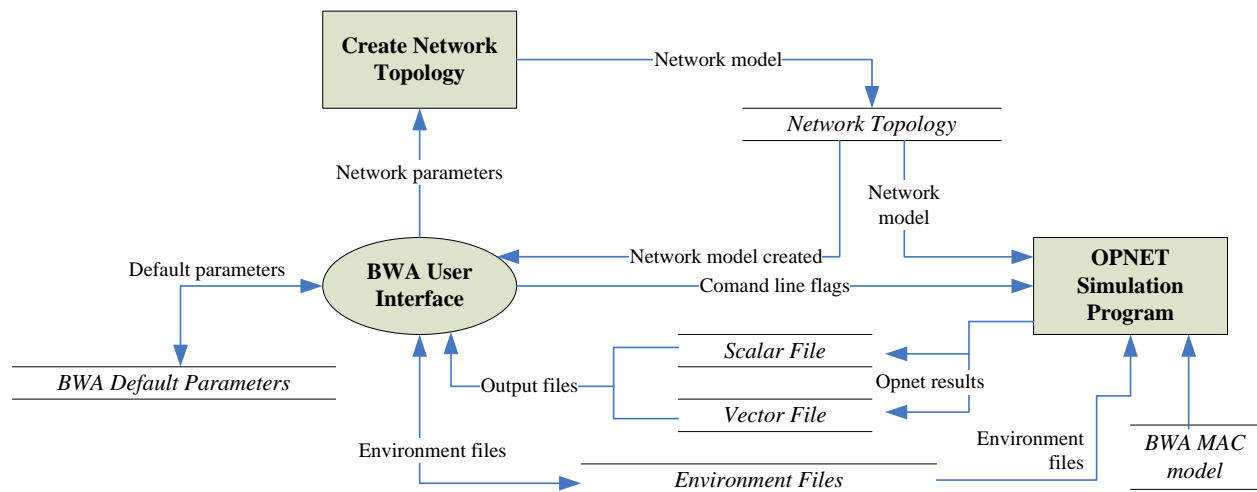 Create Network
Topology
Network model
Network Topology
Network parameters
Network
model
Default parameters
BWA User
Interface
Network model created
Comand line flags
OPNET
Simulation
Program
BWA Default Parameters
Output files
Scalar File
Opnet results
Vector File
Environment files
Environment Files
Environment
files
BWA MAC
model